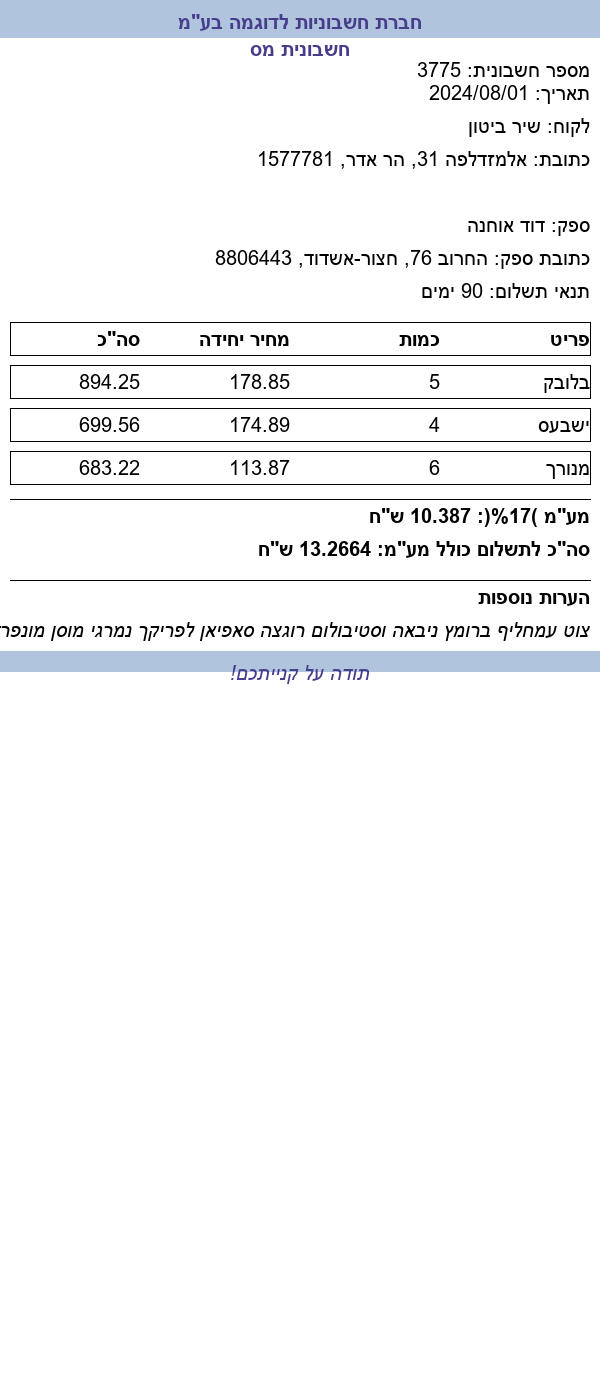 חברת חשבוניות לדוגמה בע"מ
חשבונית מס
מספר חשבונית: 3775
תאריך: 2024/08/01
לקוח: שיר ביטון
כתובת: אלמזדלפה 31, הר אדר, 1577781
ספק: דוד אוחנה
כתובת ספק: החרוב 76, חצור-אשדוד, 8806443
תנאי תשלום: 90 ימים
פריט כמות מחיר יחידה סה"כ
בלובק 5 178.85 894.25
ישבעס 4 174.89 699.56
מנורך 6 113.87 683.22
מע"מ )17%(: 10.387 ש"ח
סה"כ לתשלום כולל מע"מ: 13.2664 ש"ח
הערות נוספות
צוט עמחליף ברומץ ניבאה וסטיבולום רוגצה סאפיאן לפריקך נמרגי מוסן
תודה על קנייתכם!